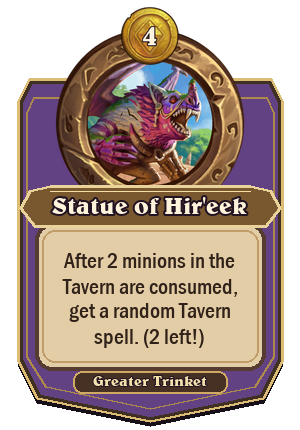 4
Statue of Hir'eek
After 2 minions in the
Tavern are consumed,
get a random Tavern
spell. (2 left!)
Greater Trinket